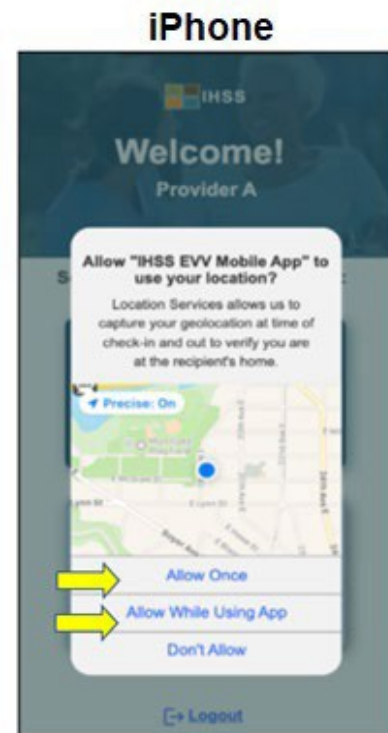 iPhone
IHSS
Welcome!
Provider A
Allow "IHSS EVV Mobile App" to
use your location?
Location Services allows us to
capture your geolocation at time of
check-in and out to verify you are
at the recipient's home.
Precise: On
E Lynn St
Allow Once
Allow While Using App
Don't Allow
Logout